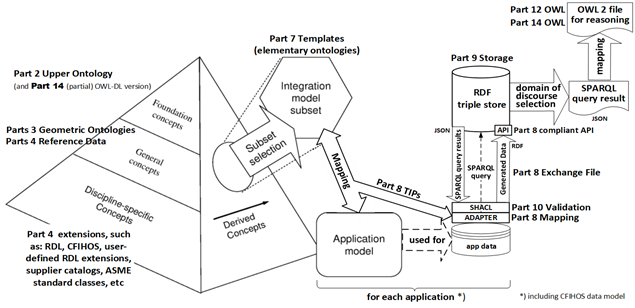 Part 12 OWL
Part 14 OWL
OWL 2 file
for reasoning
mapping
Part 7 Templates
(elementary ontologies)
Part 9 Storage
Part 2 Upper Ontology
(and Part 14 (partial) OWL-DL version)
Integration
model
subset
RDF
triple store
domain of
discourse
selection
SPARQL
query result
JSON
Foundation
concepts
Subset
selection
Parts 3 Geometric Ontologies
Parts 4 Reference Data
General
concepts
Mapping
JSON
API
Part 8 compliant API
RDF
SPARQL query results
SPARQL
query
Generated Data
Part 8 Exchange File
Discipline-specific
Concepts
Derived
Concepts
Part 8 TIPs
SHACL
Part 10 Validation
ADAPTER
Part 8 Mapping
Part 4 extensions, such
as: RDL, CFIHOS, user-
defined RDL extensions,
supplier catalogs, ASME
standard classes, etc
Application
model
used for
app data
for each application *)
*) including CFIHOS data model